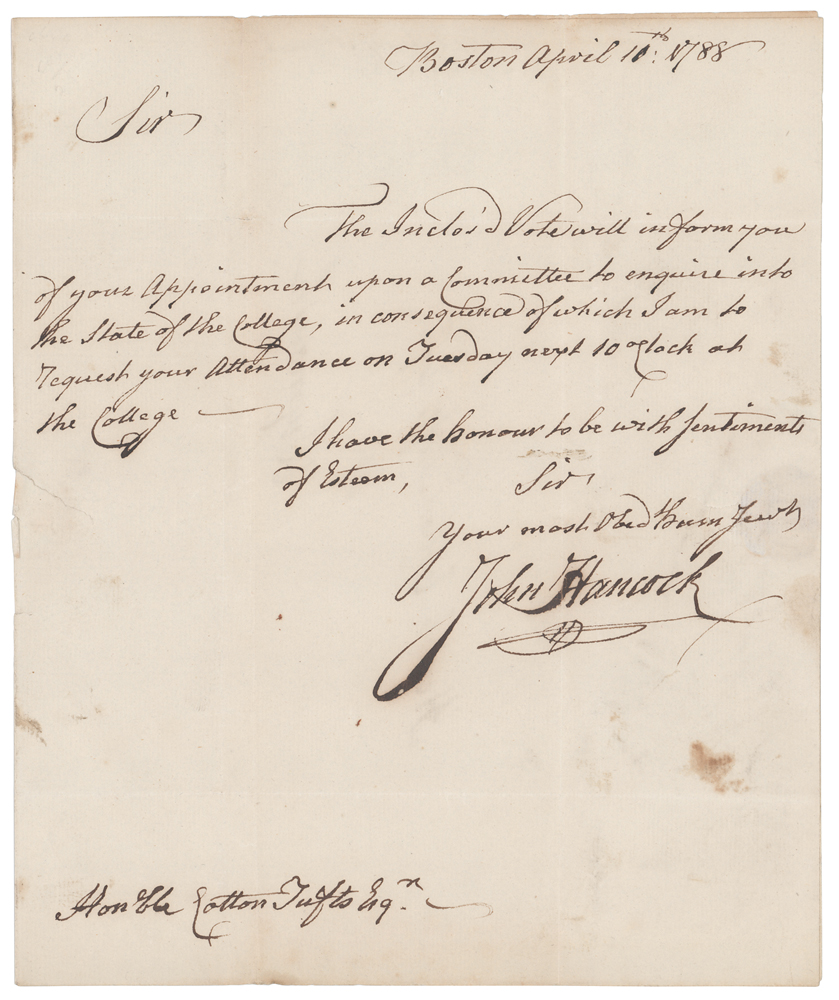 Boston April 10th. 1788
Sir
The Inclos'd Vote will inform you
of your Appointment upon a Committee to enquire into
the State of the College, in consequence of which I am to
request your Attendance on Tuesday next 10 oClock at
the College
I have the honour to be with Sentiments
of Esteem,
Sir
Your most Obed hum Servt
John Hancock
Hon'ble Cotton Tufts Esqr.